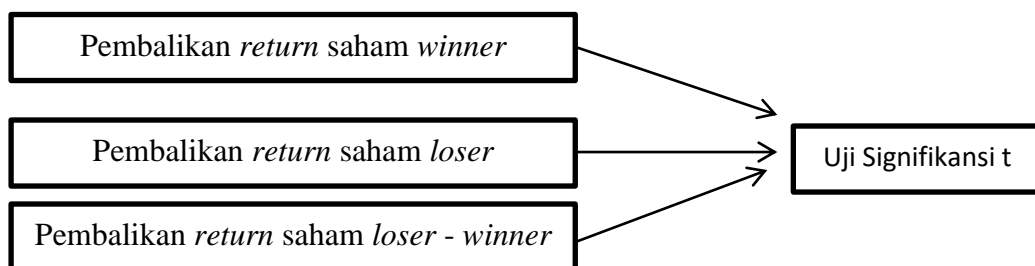 Pembalikan return saham winner
Pembalikan return saham loser
Uji Signifikansi t
Pembalikan return saham loser - winner